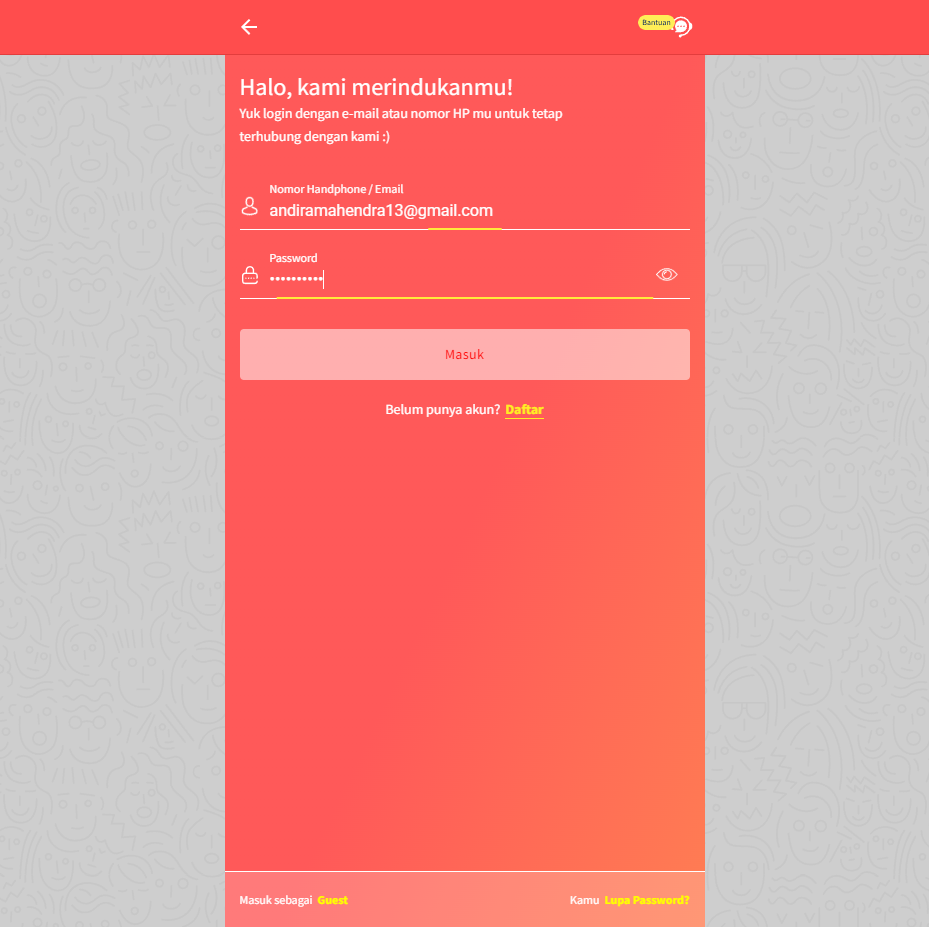 Bantuan
Halo, kami merindukanmu!
Yuk login dengan e-mail atau nomor HP mu untuk tetap
terhubung dengan kami :)
Nomor Handphone / Email
andiramahendra13@gmail.com
Password
••••••••••
Masuk
Belum punya akun? Daftar
Masuk sebagai Guest
Kamu Lupa Password?